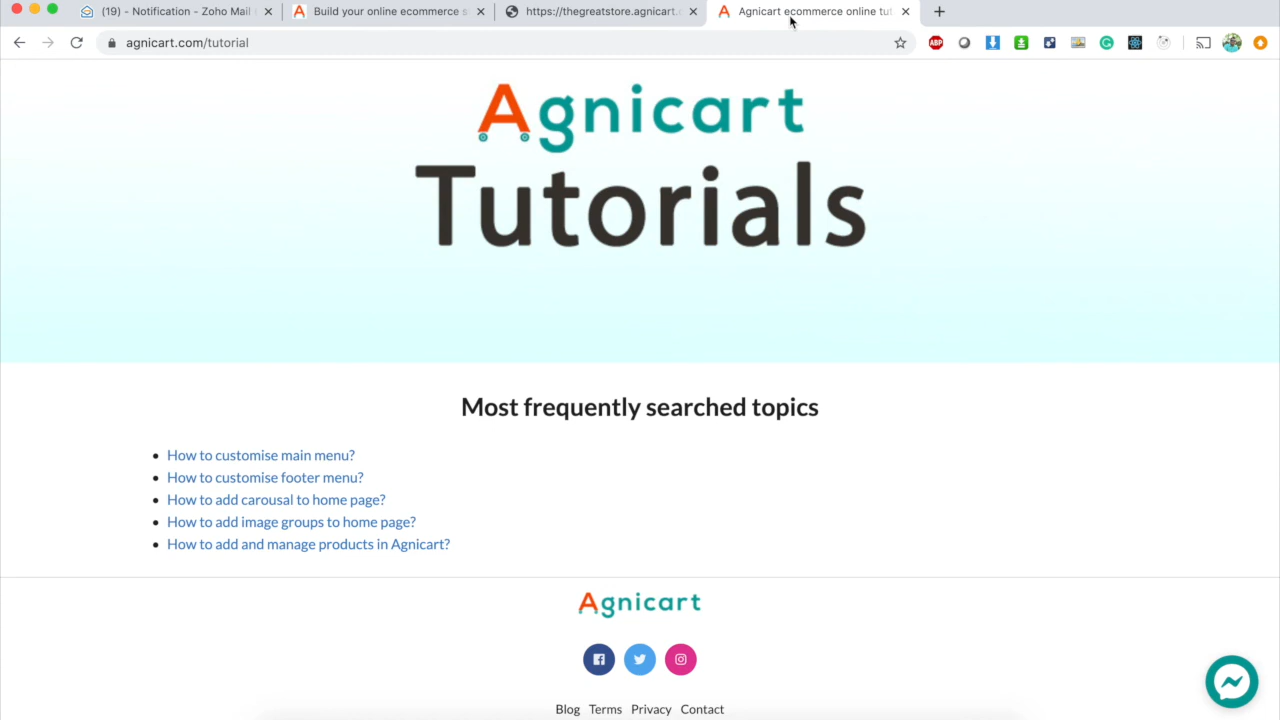 (19) - Notification - Zoho Mail
Build your online ecommerce s
https://thegreatstore.agnicart.c
Agnicart ecommerce online tut
agnicart.com/tutorial
ABP
Agnicart
Tutorials
Most frequently searched topics
How to customise main menu?
How to customise footer menu?
How to add carousal to home page?
How to add image groups to home page?
How to add and manage products in Agnicart?
Agnicart
Blog Terms Privacy Contact